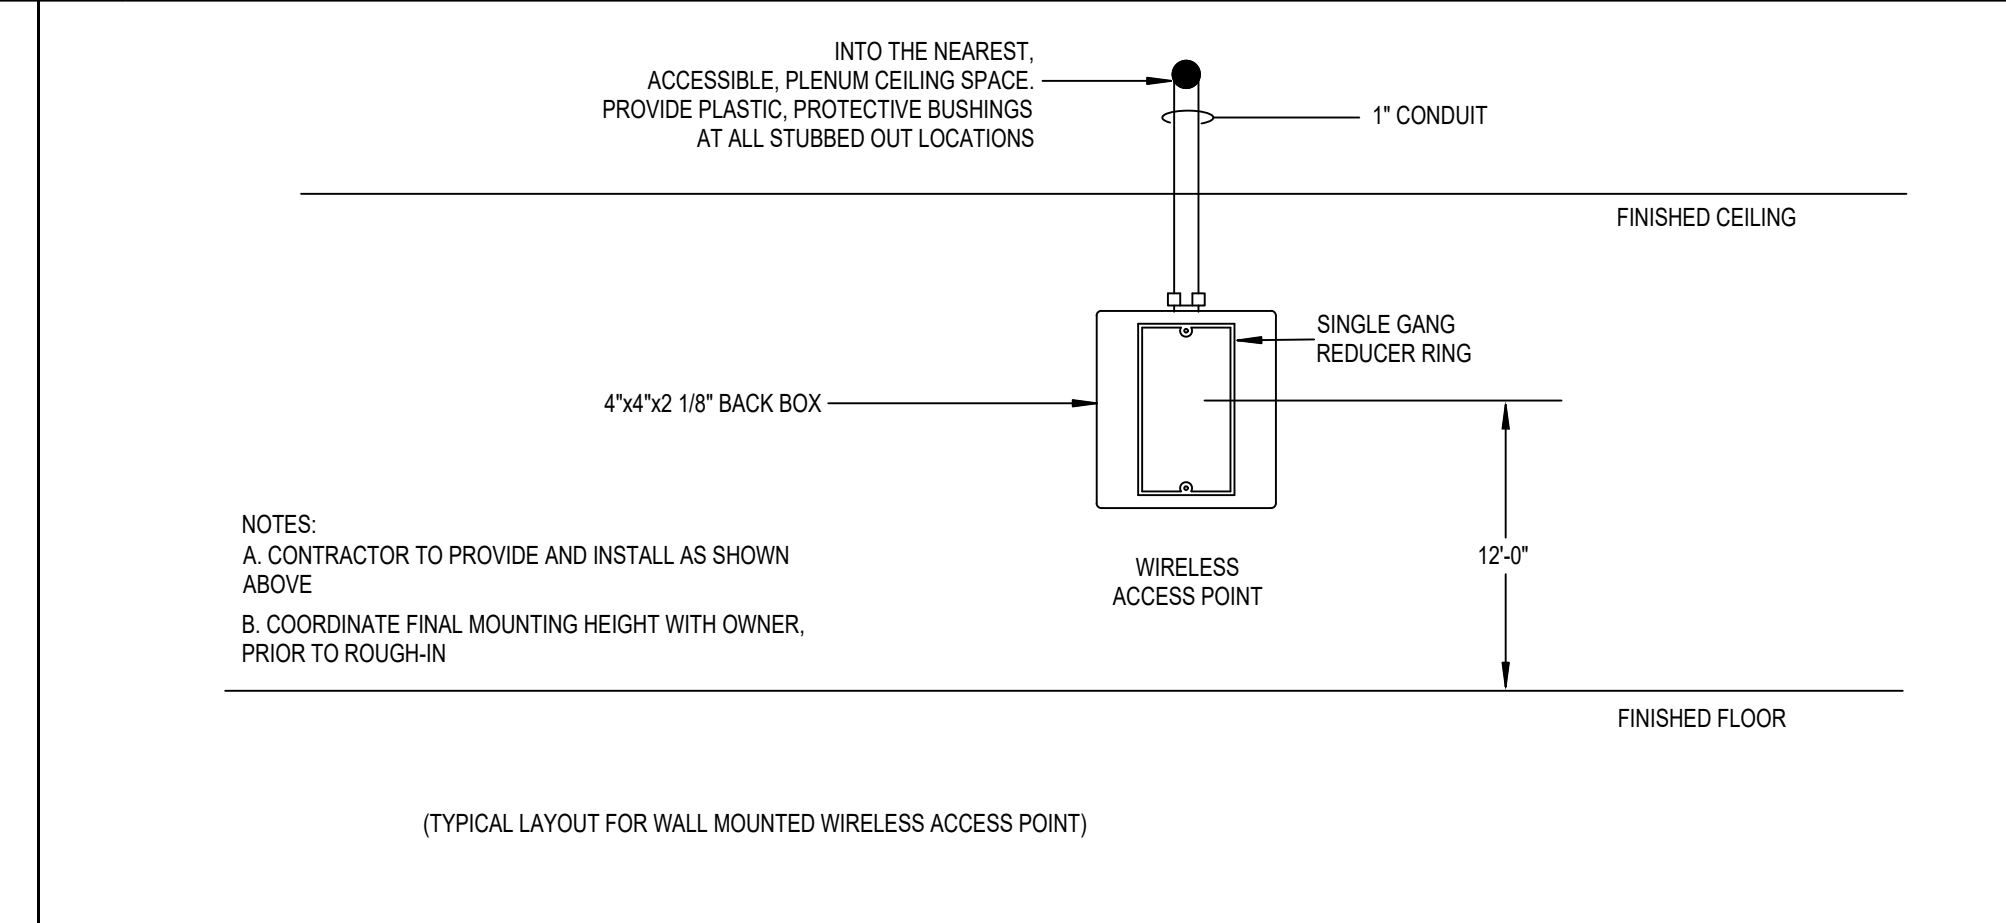 INTO THE NEAREST,
ACCESSIBLE, PLENUM CEILING SPACE.
PROVIDE PLASTIC, PROTECTIVE BUSHINGS
AT ALL STUBBED OUT LOCATIONS
1" CONDUIT
FINISHED CEILING
SINGLE GANG
REDUCER RING
4"x4"x2 1/8" BACK BOX
NOTES:
A. CONTRACTOR TO PROVIDE AND INSTALL AS SHOWN
ABOVE
B. COORDINATE FINAL MOUNTING HEIGHT WITH OWNER,
PRIOR TO ROUGH-IN
WIRELESS
ACCESS POINT
12'-0"
FINISHED FLOOR
(TYPICAL LAYOUT FOR WALL MOUNTED WIRELESS ACCESS POINT)